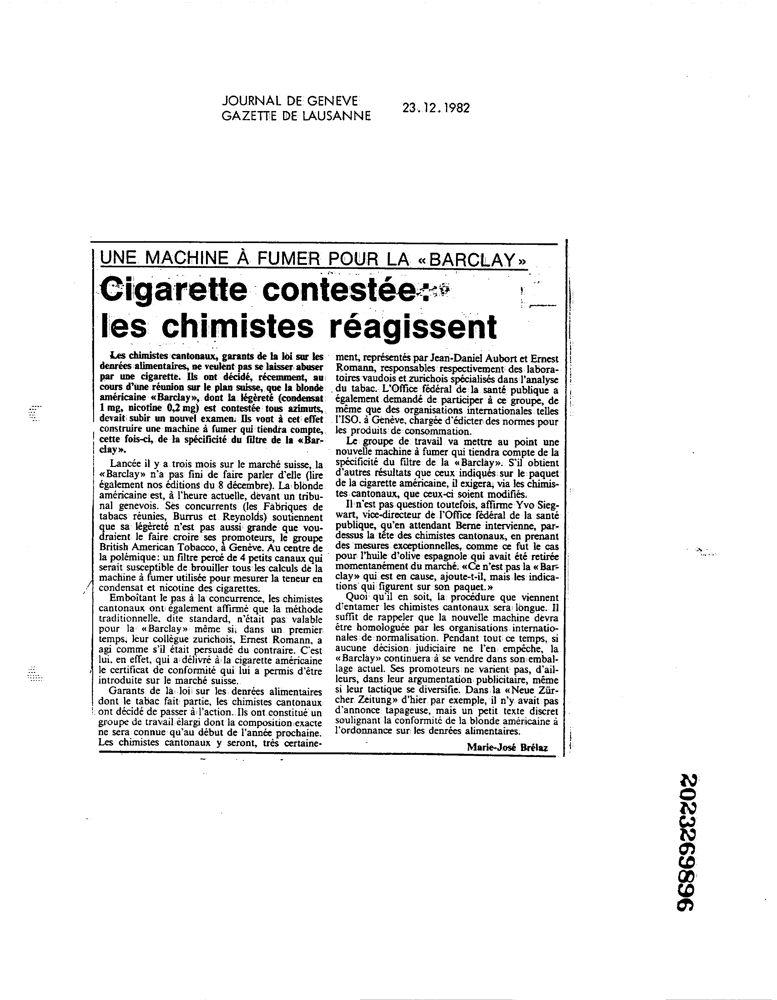 JOURNAL DE GENEVE
GAZETTE DE LAUSANNE
23.12.1982
UNE MACHINE À FUMER POUR LA «BARCLAY»
Cigarette contestée:
les chimistes réagissent
Les chimistes cantonaux, garants de la loi sur les
denrées alimentaires, ne veulent pas se laisser abuser
par une cigarette. Ils ont décidé, récemment, au
cours d'une réunion sur le plan suisse, que la blonde
américaine «Barclay», dont la légèreté (condensat
1 mg, nicotine 0,2 mg) est contestée tous azimuts,
devait subir un nouvel examen. Ils vont à cet effet
construire une machine à fumer qui tiendra compte,
cette fois-ci, de la spécificité du filtre de la «Bar-
clay».
Lancée il y a trois mois sur le marché suisse, la
«Barclay» n'a pas fini de faire parler d'elle (lire
également nos éditions du 8 décembre). La blonde
américaine est, à l'heure actuelle, devant un tribu-
nal genevois. Ses concurrents (les Fabriques de
tabacs réunies, Burrus et Reynolds) soutiennent
que sa légèreté n'est pas aussi grande que vou-
draient le faire croire ses promoteurs, le groupe
British American Tobacco, à Genève. Au centre de
la polémique: un filtre percé de 4 petits canaux qui
serait susceptible de brouiller tous les calculs de la
machine à fumer utilisée pour mesurer la teneur en
condensat et nicotine des cigarettes.
Emboîtant le pas à la concurrence, les chimistes
cantonaux ont également affirmé que la méthode
traditionnelle, dite standard, n'était pas valable
pour la «Barclay» même si, dans un premier
temps, leur collègue zurichois, Ernest Romann, a
agi comme s'il était persuadé du contraire. C'est
lui, en effet, qui a délivré à la cigarette américaine
le certificat de conformité qui lui a permis d'être
introduite sur le marché suisse.
Garants de la loi sur les denrées alimentaires
dont le tabac fait partie, les chimistes cantonaux
ont décidé de passer à l'action. Ils ont constitué un
groupe de travail élargi dont la composition exacte
ne sera connue qu'au début de l'année prochaine.
Les chimistes cantonaux y seront, très certaine-
ment, représentés par Jean-Daniel Aubort et Ernest
Romann, responsables respectivement des labora-
toires vaudois et zurichois spécialisés dans l'analyse
du tabac. L'Office fédéral de la santé publique a
également demandé de participer à ce groupe, de
même que des organisations internationales telles
l'ISO, à Genève, chargée d'édicter des normes pour
les produits de consommation.
Le groupe de travail va mettre au point une
nouvelle machine à fumer qui tiendra compte de la
spécificité du filtre de la «Barclay». S'il obtient
d'autres résultats que ceux indiqués sur le paquet
de la cigarette américaine, il exigera, via les chimis-
tes cantonaux, que ceux-ci soient modifiés.
Il n'est pas question toutefois, affirme Yvo Sieg-
wart, vice-directeur de l'Office fédéral de la santé
publique, qu'en attendant Berne intervienne, par-
dessus la tête des chimistes cantonaux, en prenant
des mesures exceptionnelles, comme ce fut le cas
pour l'huile d'olive espagnole qui avait été retirée
momentanément du marché. «Ce n'est pas la «Bar-
clay» qui est en cause, ajoute-t-il, mais les indica-
tions qui figurent sur son paquet.»
Quoi qu'il en soit, la procédure que viennent
d'entamer les chimistes cantonaux sera longue. Il
suffit de rappeler que la nouvelle machine devra
être homologuée par les organisations internatio-
nales de normalisation. Pendant tout ce temps, si
aucune décision judiciaire ne l'en empêche, la
«Barclay» continuera à se vendre dans son embal-
lage actuel. Ses promoteurs ne varient pas, d'ail-
leurs, dans leur argumentation publicitaire, même
si leur tactique se diversifie. Dans la «Neue Zür-
cher Zeitung» d'hier par exemple, il n'y avait pas
d'annonce tapageuse, mais un petit texte discret
soulignant la conformité de la blonde américaine à
l'ordonnance sur les denrées alimentaires.
Marie-José Brélaz
2023269896